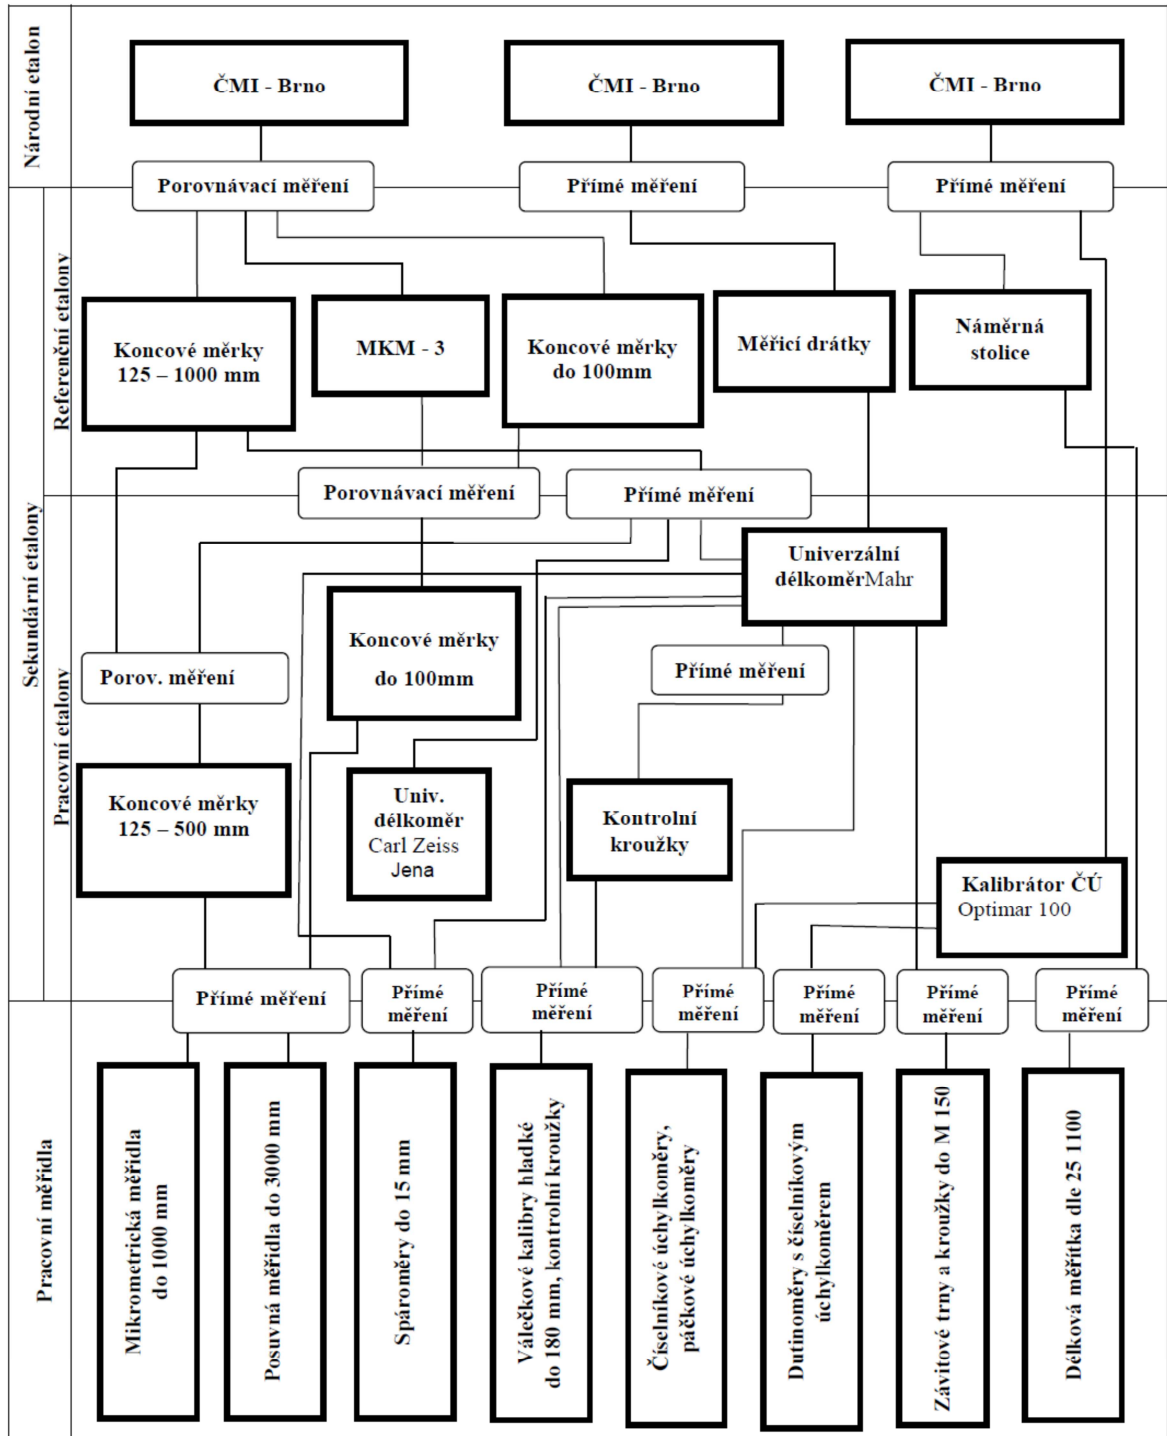 Národní etalon
ČMI - Brno
ČMI - Brno
ČMI - Brno
Porovnávací měření
Přímé měření
Přímé měření
Sekundární etalony
Referenční etalony
Koncové měrky
125 – 1000 mm
MKM - 3
Koncové měrky
do 100mm
Měřicí drátky
Náměrná
stolice
Porovnávací měření
Přímé měření
Pracovní etalony
Univerzální
délkoměrMahr
Koncové měrky
do 100mm
Porov. měření
Přímé měření
Koncové měrky
125 – 500 mm
Univ.
délkoměr
Carl Zeiss
Jena
Kontrolní
kroužky
Kalibrátor ČÚ
Optimar 100
Přímé měření
Přímé
měření
Přímé
měření
Přímé
měření
Přímé
měření
Přímé
měření
Přímé
měření
Pracovní měřidla
Mikrometrická měřidla
do 1000 mm
Posuvná měřidla do 3000 mm
Spároměry do 15 mm
Válečkové kalibry hladké
do 180 mm, kontrolní kroužky
Číselníkové úchylkoměry,
páčkové úchylkoměry
Dutinoměry s číselníkovým
úchylkoměrem
Závitové trny a kroužky do M 150
Délková měřítka dle 25 1100